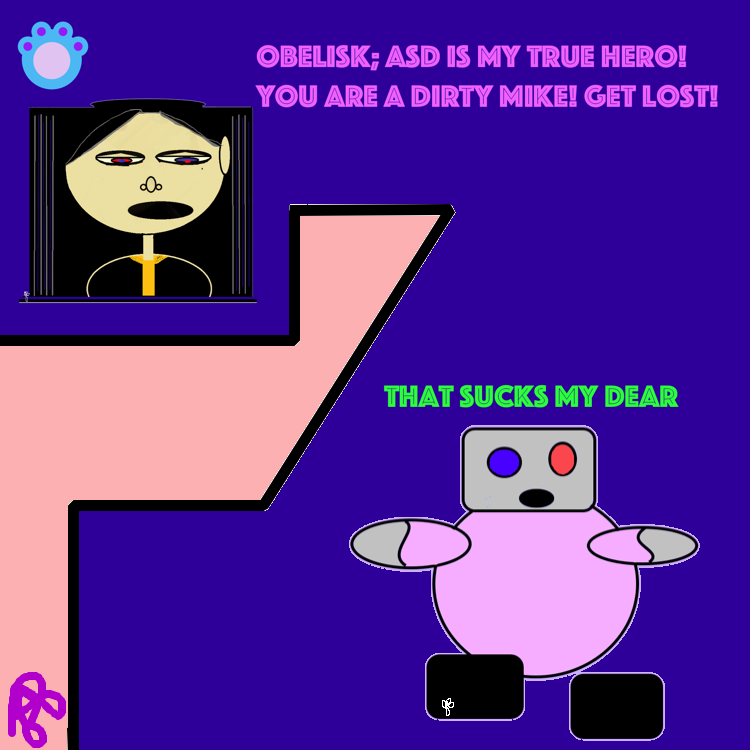 OBELISK; ASD IS MY TRUE HERO!
YOU ARE A DIRTY MIKE! GET LOST!
THAT SUCKS MY DEAR